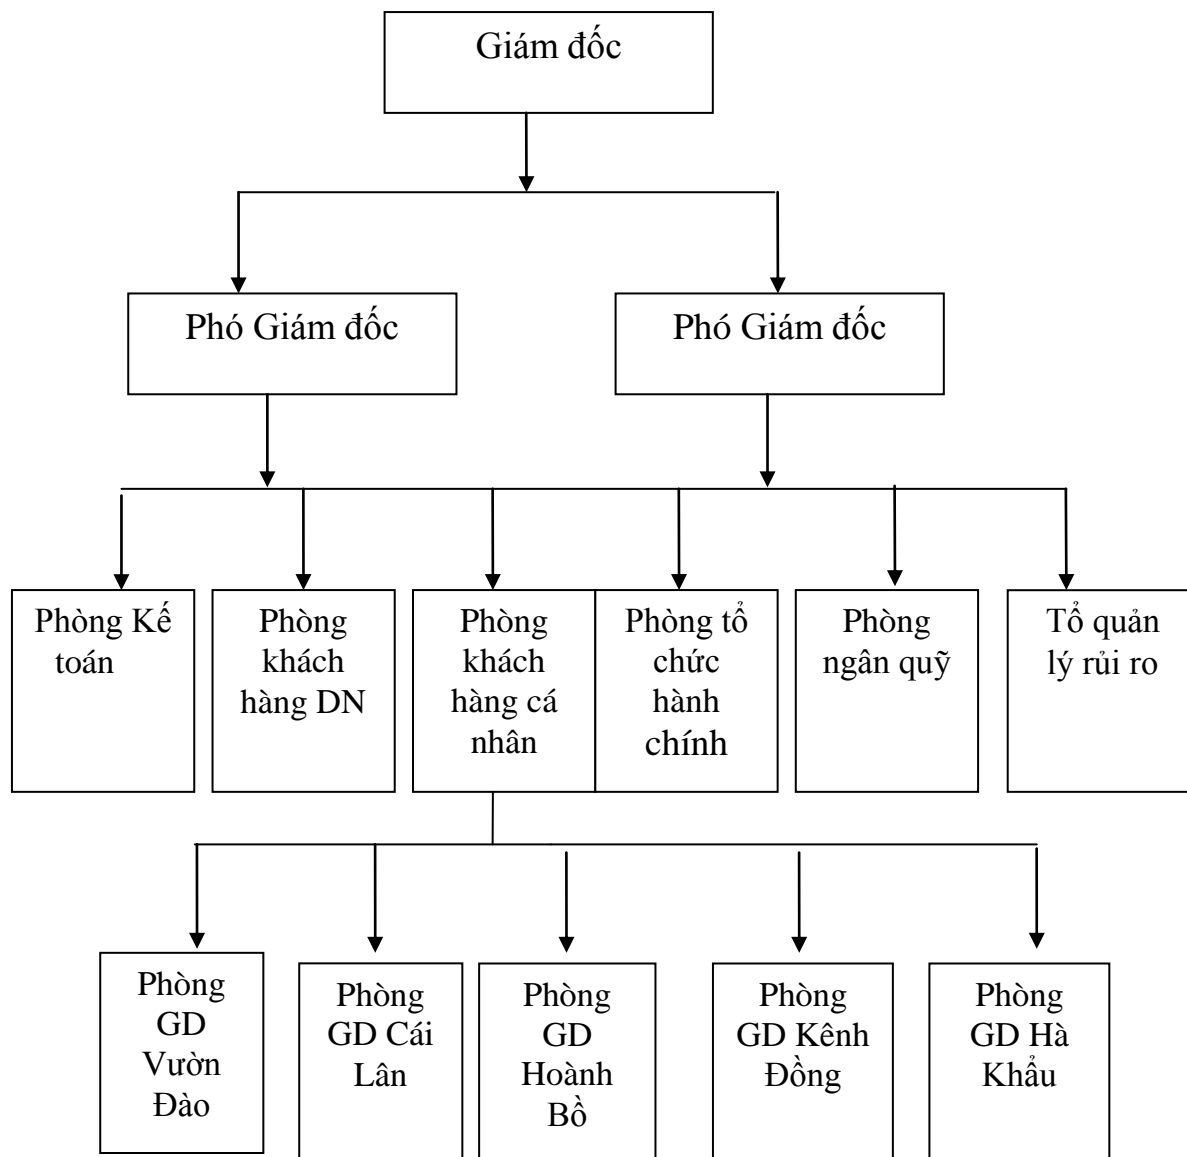 Giám đốc
Phó Giám đốc
Phó Giám đốc
Phòng Kế
toán
Phòng
khách
hàng DN
Phòng
khách
hàng cá
nhân
Phòng tổ
chức
hành
chính
Phòng
ngân quỹ
Tổ quản
lý rủi ro
Phòng
GD
Vườn
Đào
Phòng
GD Cái
Lân
Phòng
GD
Hoành
Bồ
Phòng
GD Kênh
Đồng
Phòng
GD Hà
Khẩu